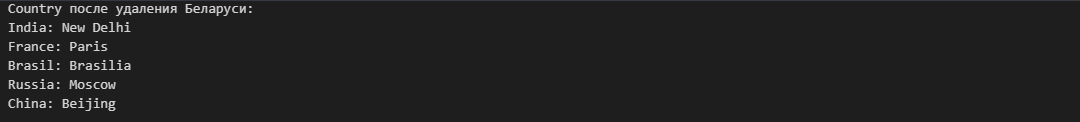 Country после удаления Беларуси:
India: New Delhi
France: Paris
Brasil: Brasilia
Russia: Moscow
China: Beijing